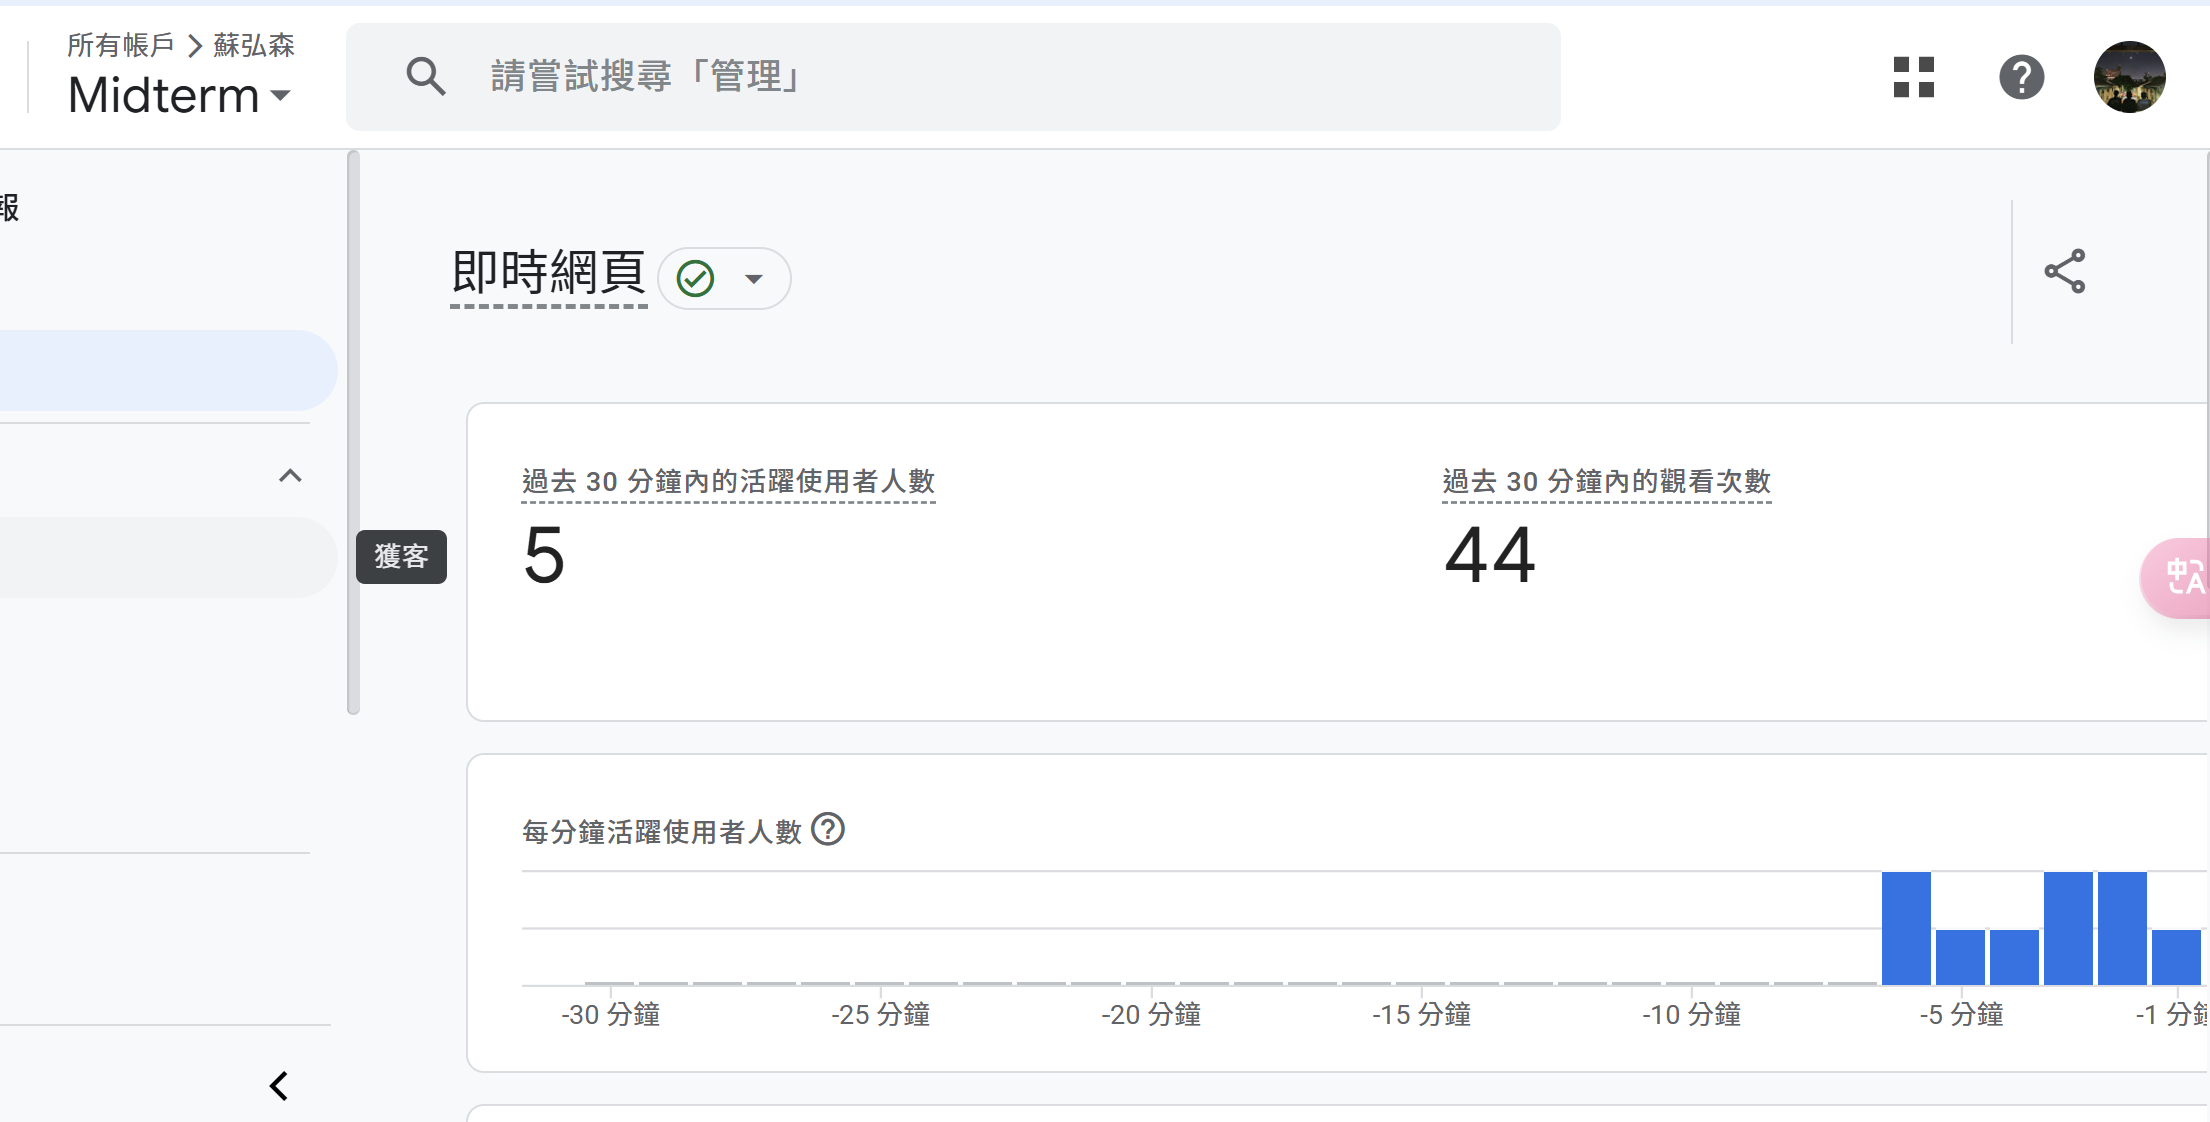 所有帳戶 > 蘇弘森
Midterm
請嘗試搜尋「管理」
報
即時網頁
獲客
過去 30 分鐘內的活躍使用者人數
5
過去 30 分鐘內的觀看次數
44
中A
每分鐘活躍使用者人數
-30 分鐘
-25 分鐘
-20 分鐘
-15 分鐘
-10 分鐘
-5 分鐘
-1 分鐘